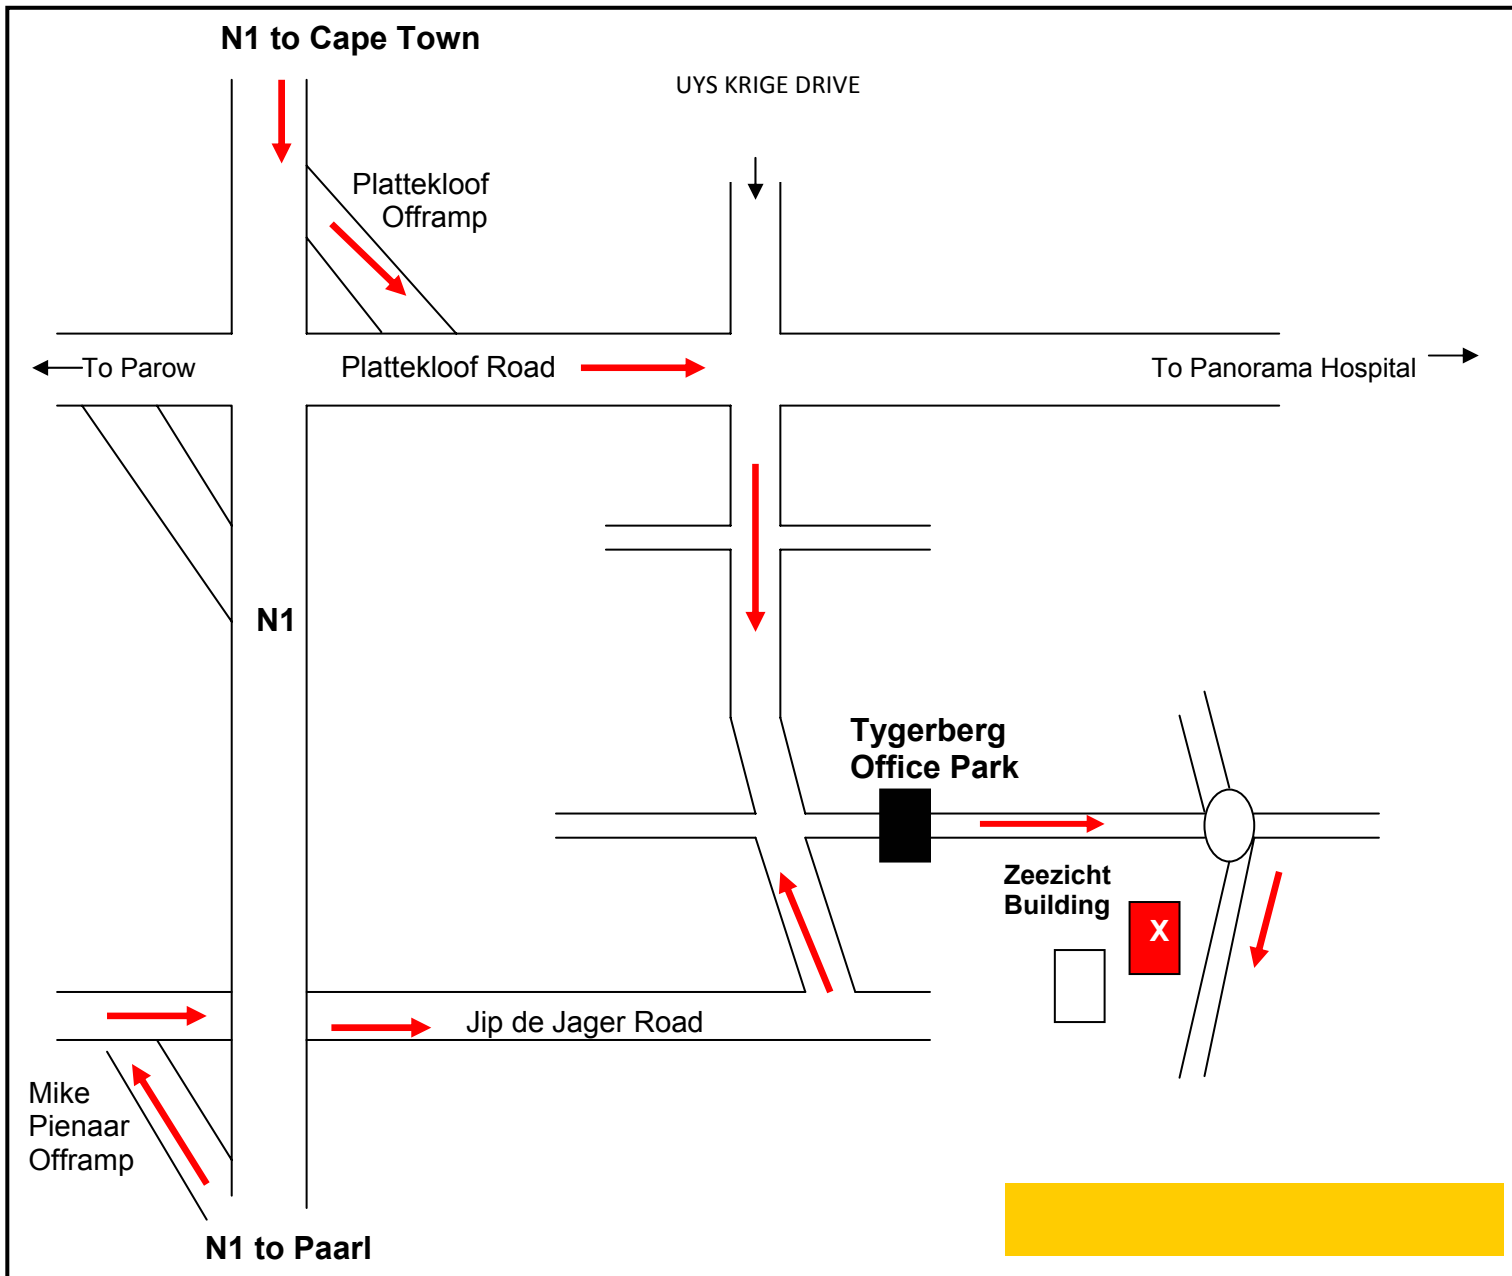 N1 to Cape Town
UYS KRIGE DRIVE
Plattekloof
Offramp
To Parow
Plattekloof Road
To Panorama Hospital
N1
Tygerberg
Office Park
Zeezicht
Building
X
Jip de Jager Road
Mike
Pienaar
Offramp
N1 to Paarl